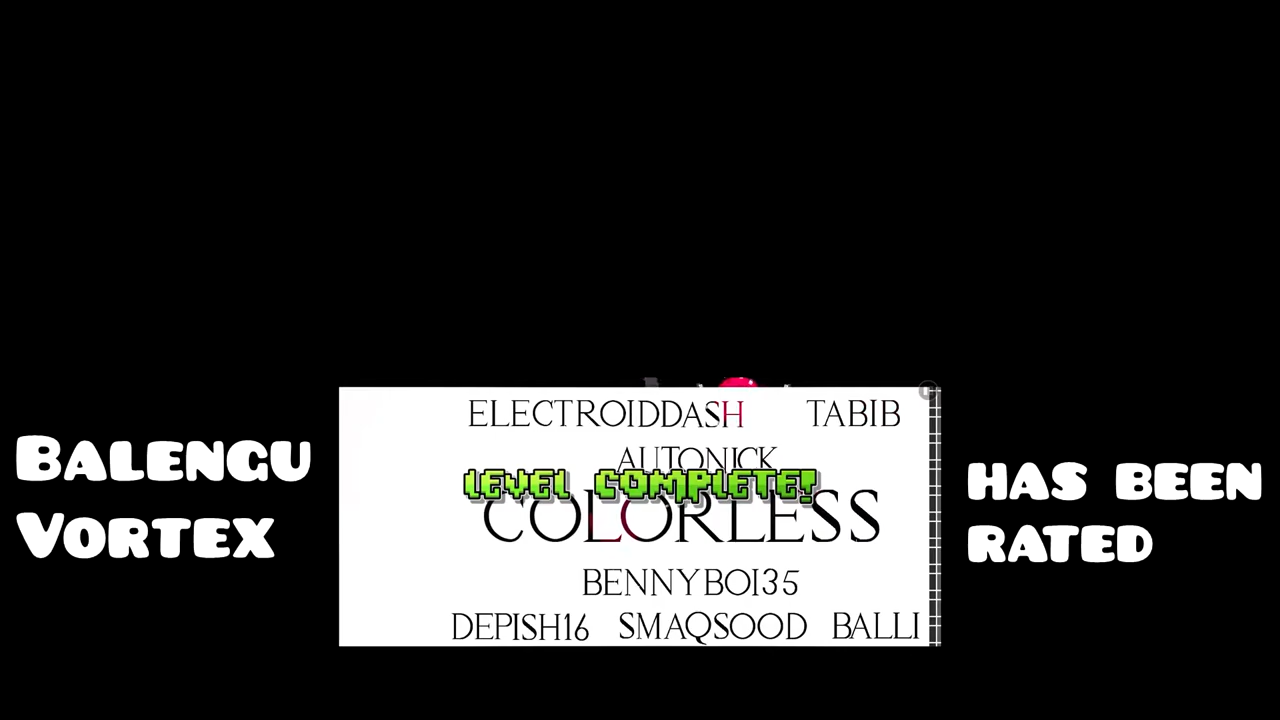 BALENGU
VORTEX
ELECTROIDDASH TABIB
AUTONICK
LEVEL COMPLETE!
COLORLESS
BENNYBOI35
DEPISH16 SMAQSOOD BALLI
HAS BEEN
RATED